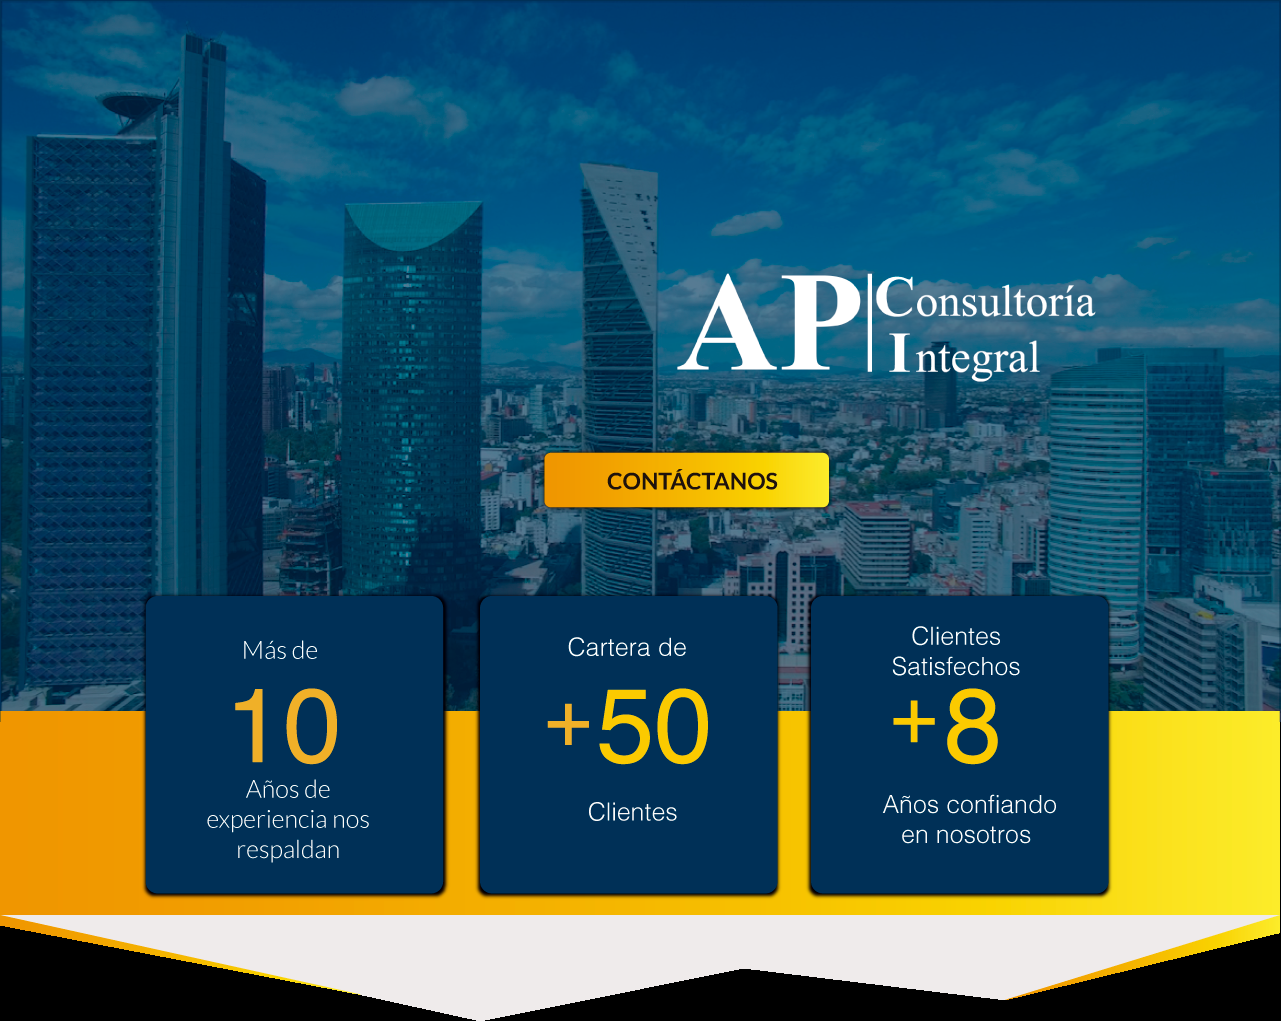 AP Consultoría
Integral
CONTÁCTANOS
Más de
10
Años de
experiencia nos
respaldan
Cartera de
+50
Clientes
Clientes
Satisfechos
+8
Años confiando
en nosotros